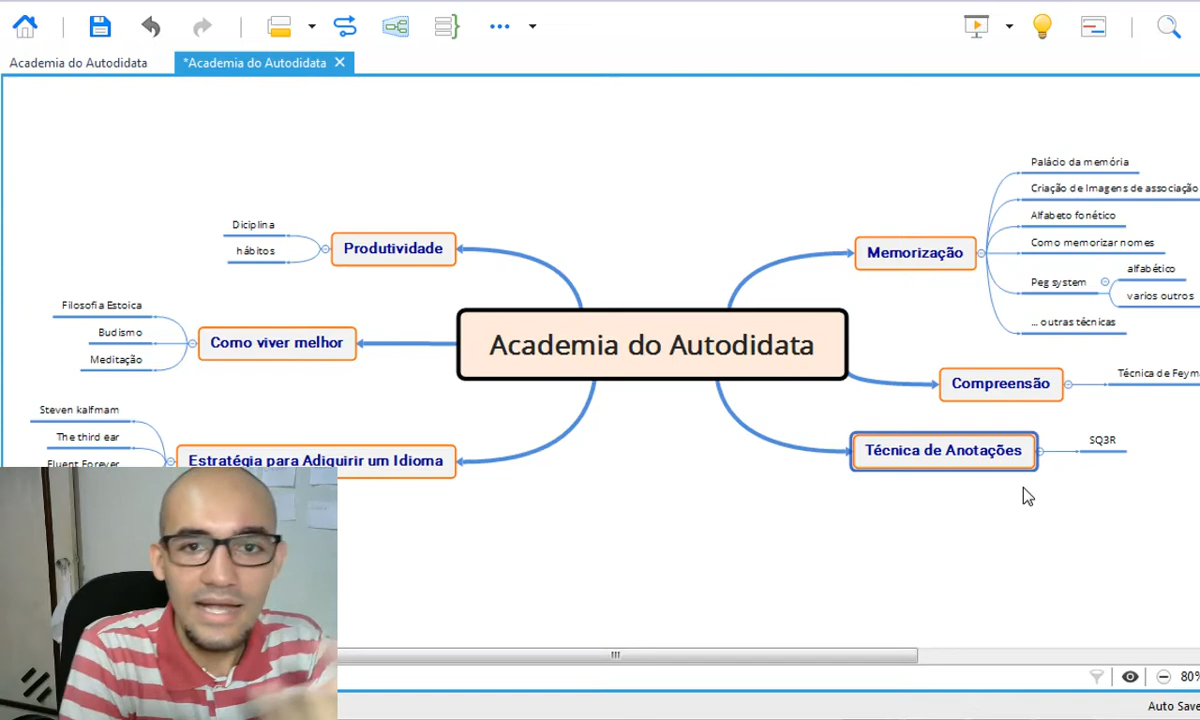 Academia do Autodidata
*Academia do Autodidata
Palácio da memória
Criação de Imagens de associação
Alfabeto fonético
Como memorizar nomes
Peg system
alfabético
varios outros
... outras técnicas
Memorização
Diciplina
hábitos
Produtividade
Filosofia Estoica
Budismo
Meditação
Como viver melhor
Academia do Autodidata
Compreensão
Técnica de Feym
Steven kalfmam
The third ear
Fluent Forever
Estratégia para Adiquirir um Idioma
Técnica de Anotações
SQ3R
80%
Auto Save